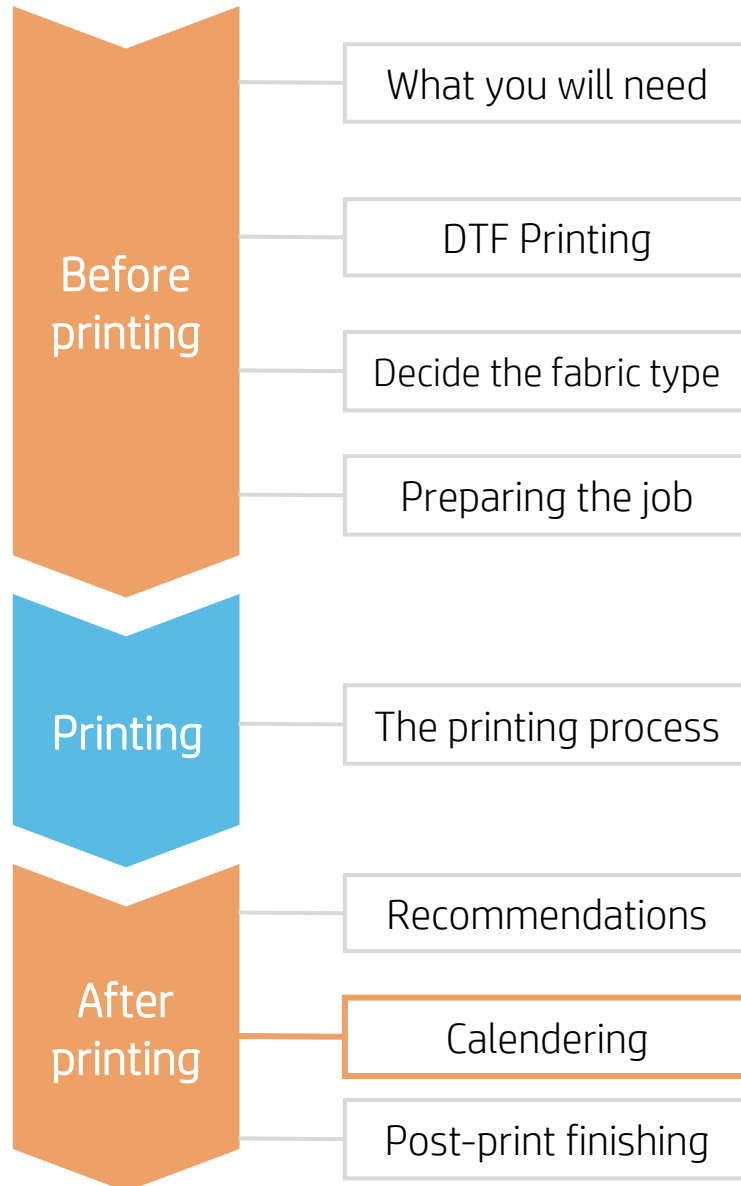 Before
printing
What you will need
DTF Printing
Decide the fabric type
Preparing the job
Printing
The printing process
After
printing
Recommendations
Calendering
Post-print finishing